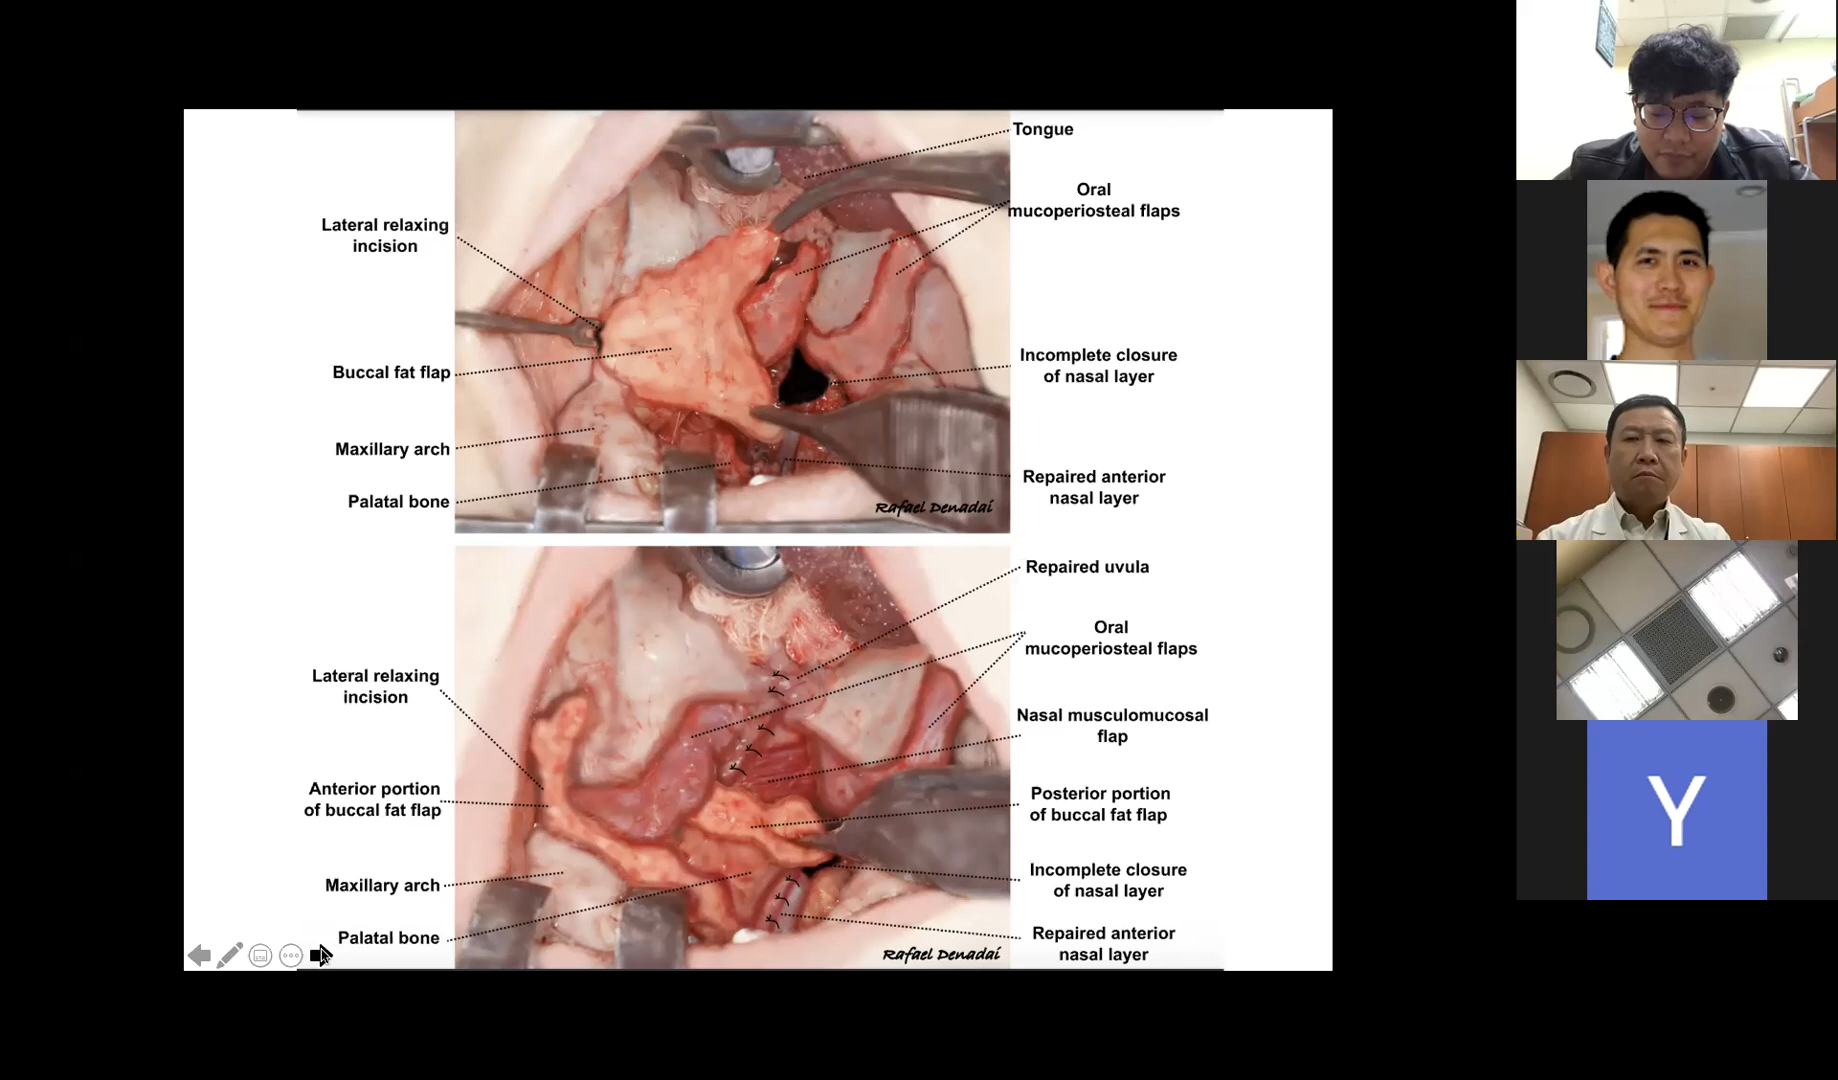 Tongue
Oral
mucoperiosteal flaps
Lateral relaxing
incision
Incomplete closure
of nasal layer
Buccal fat flap
Maxillary arch
Repaired anterior
nasal layer
Palatal bone
Rafael Denadai
Repaired uvula
Oral
mucoperiosteal flaps
Lateral relaxing
incision
Nasal musculomucosal
flap
Anterior portion
of buccal fat flap
Posterior portion
of buccal fat flap
Maxillary arch
Incomplete closure
of nasal layer
Palatal bone
Repaired anterior
nasal layer
Rafael Denadai
Y